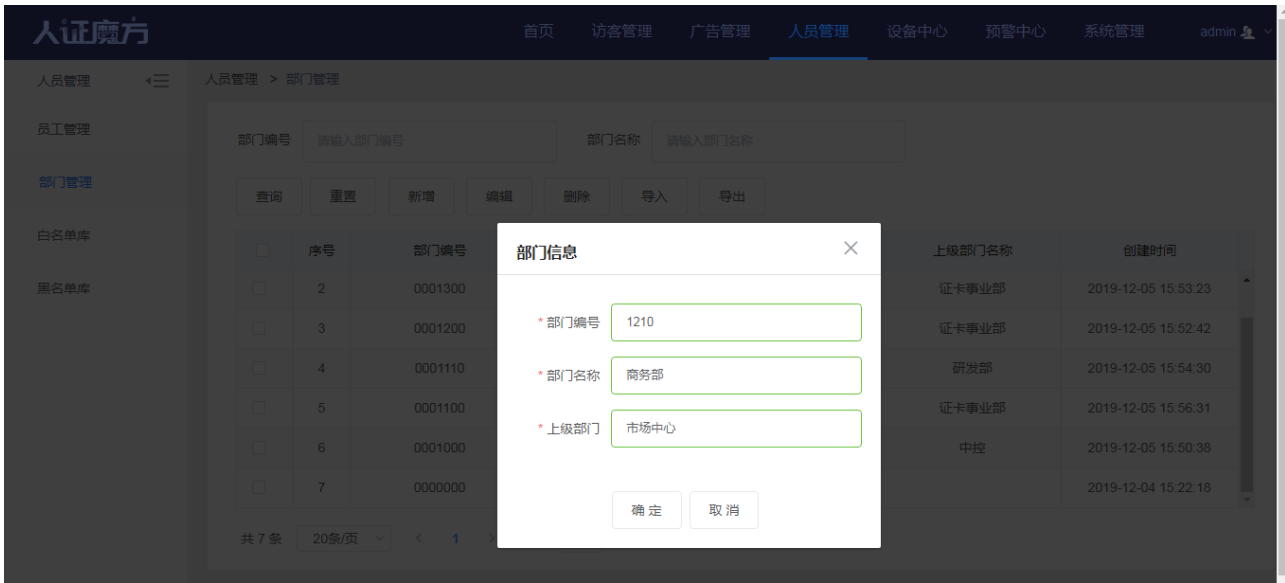 人证魔方 首页 访客管理 广告管理 人员管理 设备中心 预警中心 系统管理 admin
人员管理 人员管理 > 部门管理
员工管理
部门编号 请输入部门编号 部门名称 请输入部门名称
部门管理
查询 重置 新增 编辑 删除 导入 导出
白名单库
序号 部门编号 上级部门名称 创建时间
黑名单库
2 0001300 证卡事业部 2019-12-05 15:53:23
3 0001200 证卡事业部 2019-12-05 15:52:42
4 0001110 研发部 2019-12-05 15:54:30
5 0001100 证卡事业部 2019-12-05 15:56:31
6 0001000 中控 2019-12-05 15:50:38
7 0000000 2019-12-04 15:22:18
共 7 条 20条/页 < 1 >
部门信息
* 部门编号 1210
* 部门名称 商务部
* 上级部门 市场中心
确 定 取 消